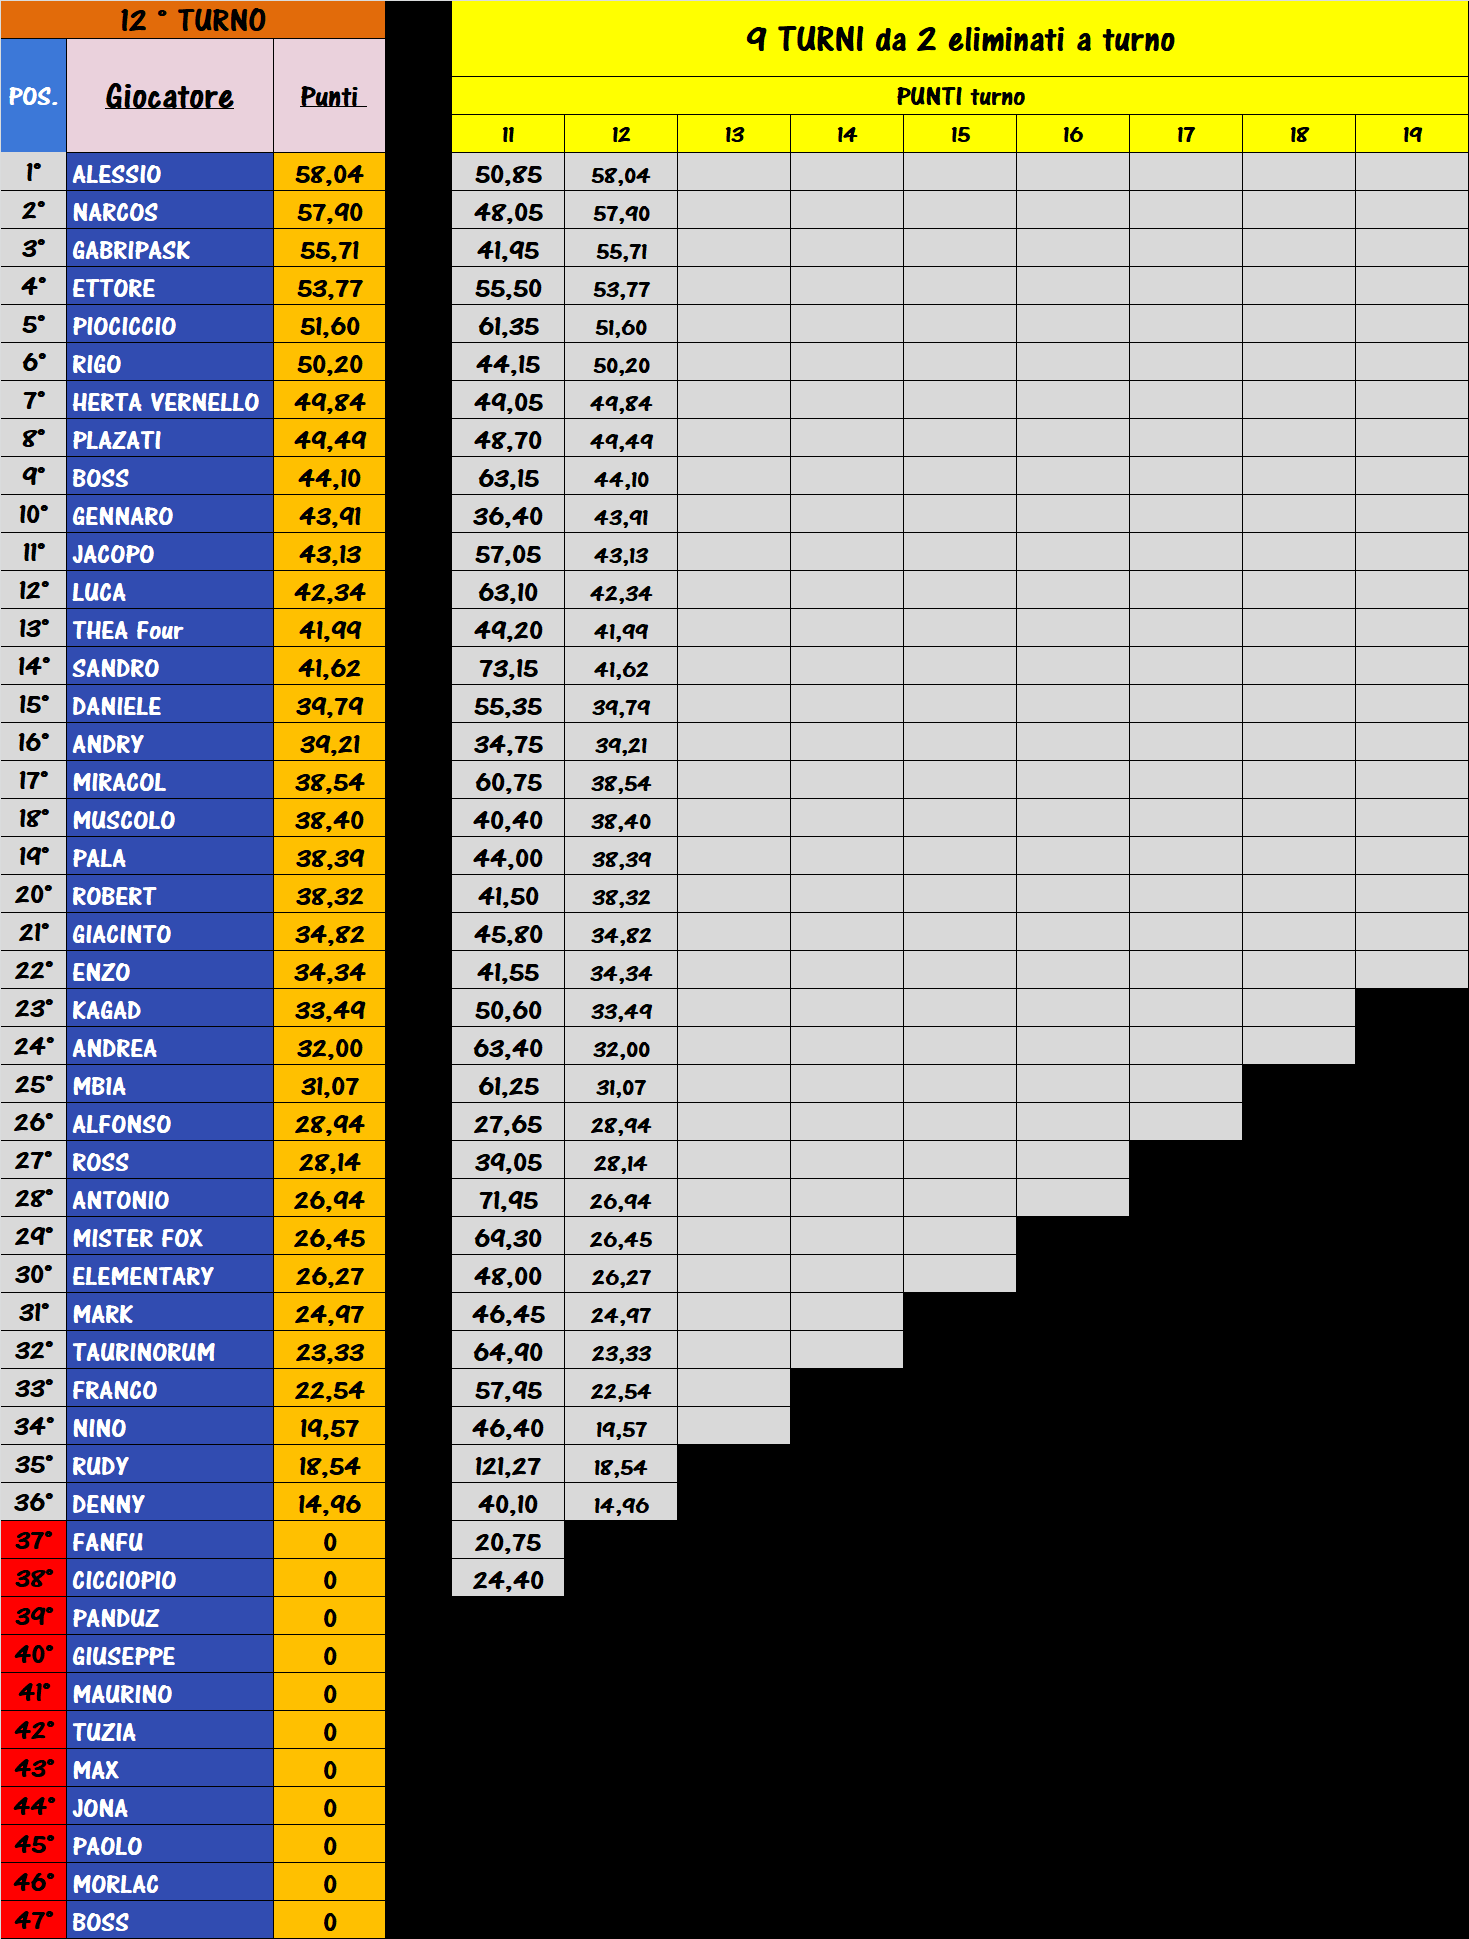 12 ° TURNO
9 TURNI da 2 eliminati a turno
POS. Giocatore Punti
PUNTI turno
11 12 13 14 15 16 17 18 19
1° ALESSIO 58,04 50,85 58,04
2° NARCOS 57,90 48,05 57,90
3° GABRIPASK 55,71 41,95 55,71
4° ETTORE 53,77 55,50 53,77
5° PIOCICCIO 51,60 61,35 51,60
6° RIGO 50,20 44,15 50,20
7° HERTA VERNELLO 49,84 49,05 49,84
8° PLAZATI 49,49 48,70 49,49
9° BOSS 44,10 63,15 44,10
10° GENNARO 43,91 36,40 43,91
11° JACOPO 43,13 57,05 43,13
12° LUCA 42,34 63,10 42,34
13° THEA Four 41,99 49,20 41,99
14° SANDRO 41,62 73,15 41,62
15° DANIELE 39,79 55,35 39,79
16° ANDRY 39,21 34,75 39,21
17° MIRACOL 38,54 60,75 38,54
18° MUSCOLO 38,40 40,40 38,40
19° PALA 38,39 44,00 38,39
20° ROBERT 38,32 41,50 38,32
21° GIACINTO 34,82 45,80 34,82
22° ENZO 34,34 41,55 34,34
23° KAGAD 33,49 50,60 33,49
24° ANDREA 32,00 63,40 32,00
25° MBIA 31,07 61,25 31,07
26° ALFONSO 28,94 27,65 28,94
27° ROSS 28,14 39,05 28,14
28° ANTONIO 26,94 71,95 26,94
29° MISTER FOX 26,45 69,30 26,45
30° ELEMENTARY 26,27 48,00 26,27
31° MARK 24,97 46,45 24,97
32° TAURINORUM 23,33 64,90 23,33
33° FRANCO 22,54 57,95 22,54
34° NINO 19,57 46,40 19,57
35° RUDY 18,54 121,27 18,54
36° DENNY 14,96 40,10 14,96
37° FANFU 0 20,75
38° CICCIOPIO 0 24,40
39° PANDUZ 0
40° GIUSEPPE 0
41° MAURINO 0
42° TUZIA 0
43° MAX 0
44° JONA 0
45° PAOLO 0
46° MORLAC 0
47° BOSS 0